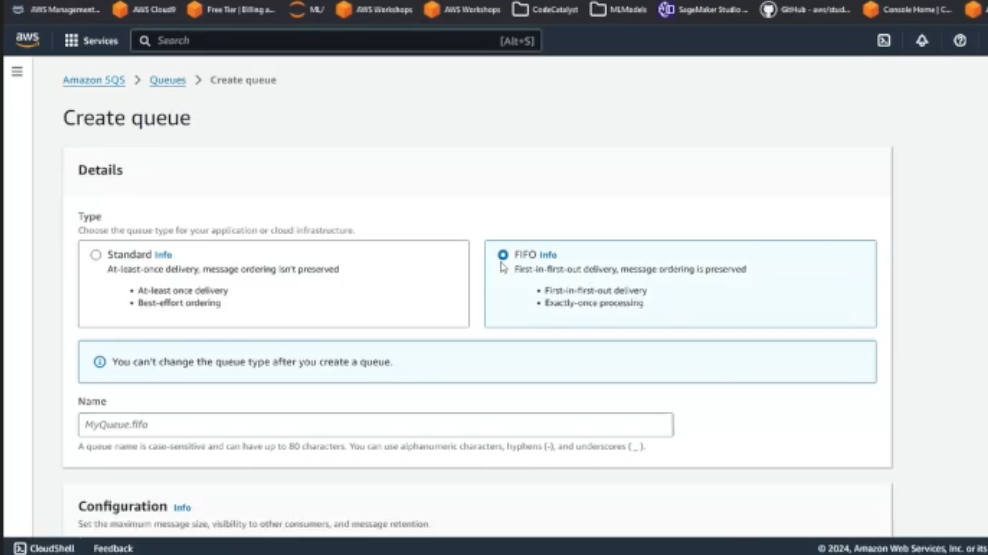 AWS Management... AWS Cloud9 Free Tier | Billing a... ML/ AWS Workshops AWS Workshops CodeCatalyst MLModels SageMaker Studio ... GitHub - aws/stud... Console Home | C...
aws Services Search [Alt+S]
Amazon SQS > Queues > Create queue
Create queue
Details
Type
Choose the queue type for your application or cloud infrastructure.
Standard Info
At-least-once delivery, message ordering isn't preserved
• At-least once delivery
• Best-effort ordering
FIFO Info
First-in-first-out delivery, message ordering is preserved
• First-in-first-out delivery
• Exactly-once processing
You can't change the queue type after you create a queue.
Name
MyQueue.fifo
A queue name is case-sensitive and can have up to 80 characters. You can use alphanumeric characters, hyphens (-), and underscores ( _ ).
Configuration Info
Set the maximum message size, visibility to other consumers, and message retention.
CloudShell Feedback © 2024, Amazon Web Services, Inc. or its